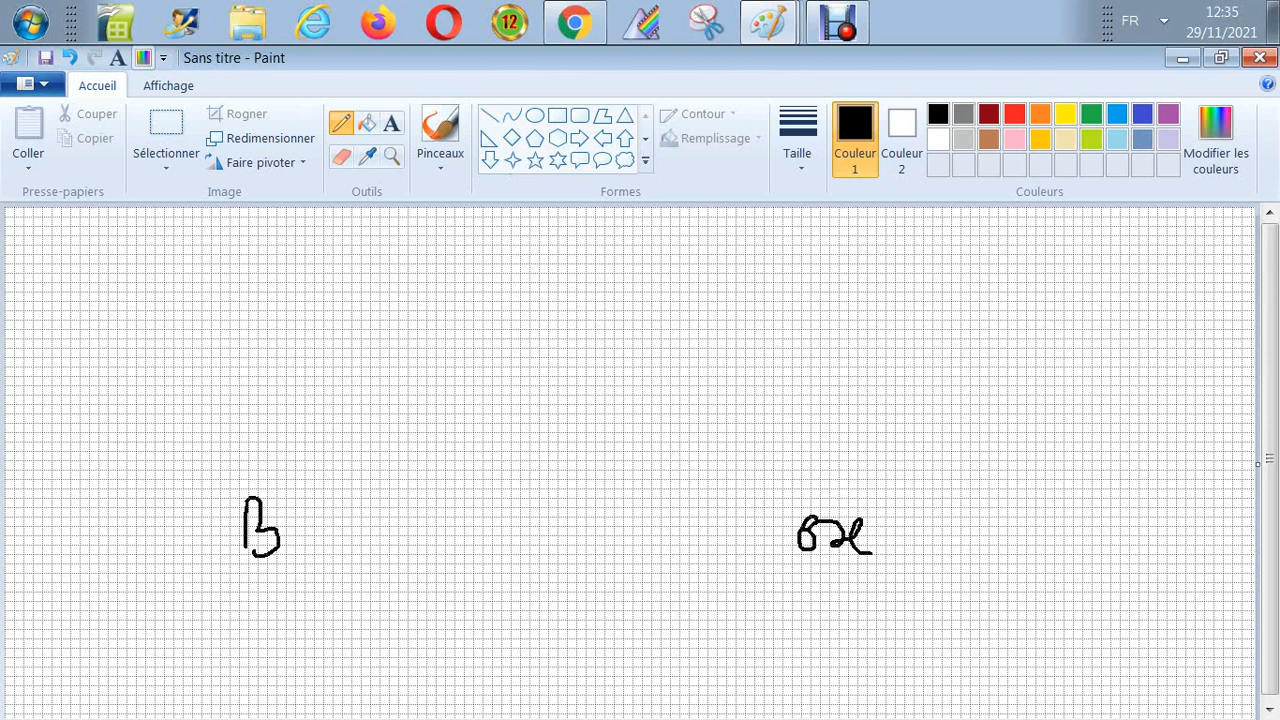 12
FR
12:35
29/11/2021
Sans titre - Paint
Accueil
Affichage
Coller
Couper
Copier
Presse-papiers
Sélectionner
Rogner
Redimensionner
Faire pivoter
Image
Outils
Pinceaux
Formes
Contour
Remplissage
Taille
Couleur 1
Couleur 2
Modifier les couleurs
Couleurs
B